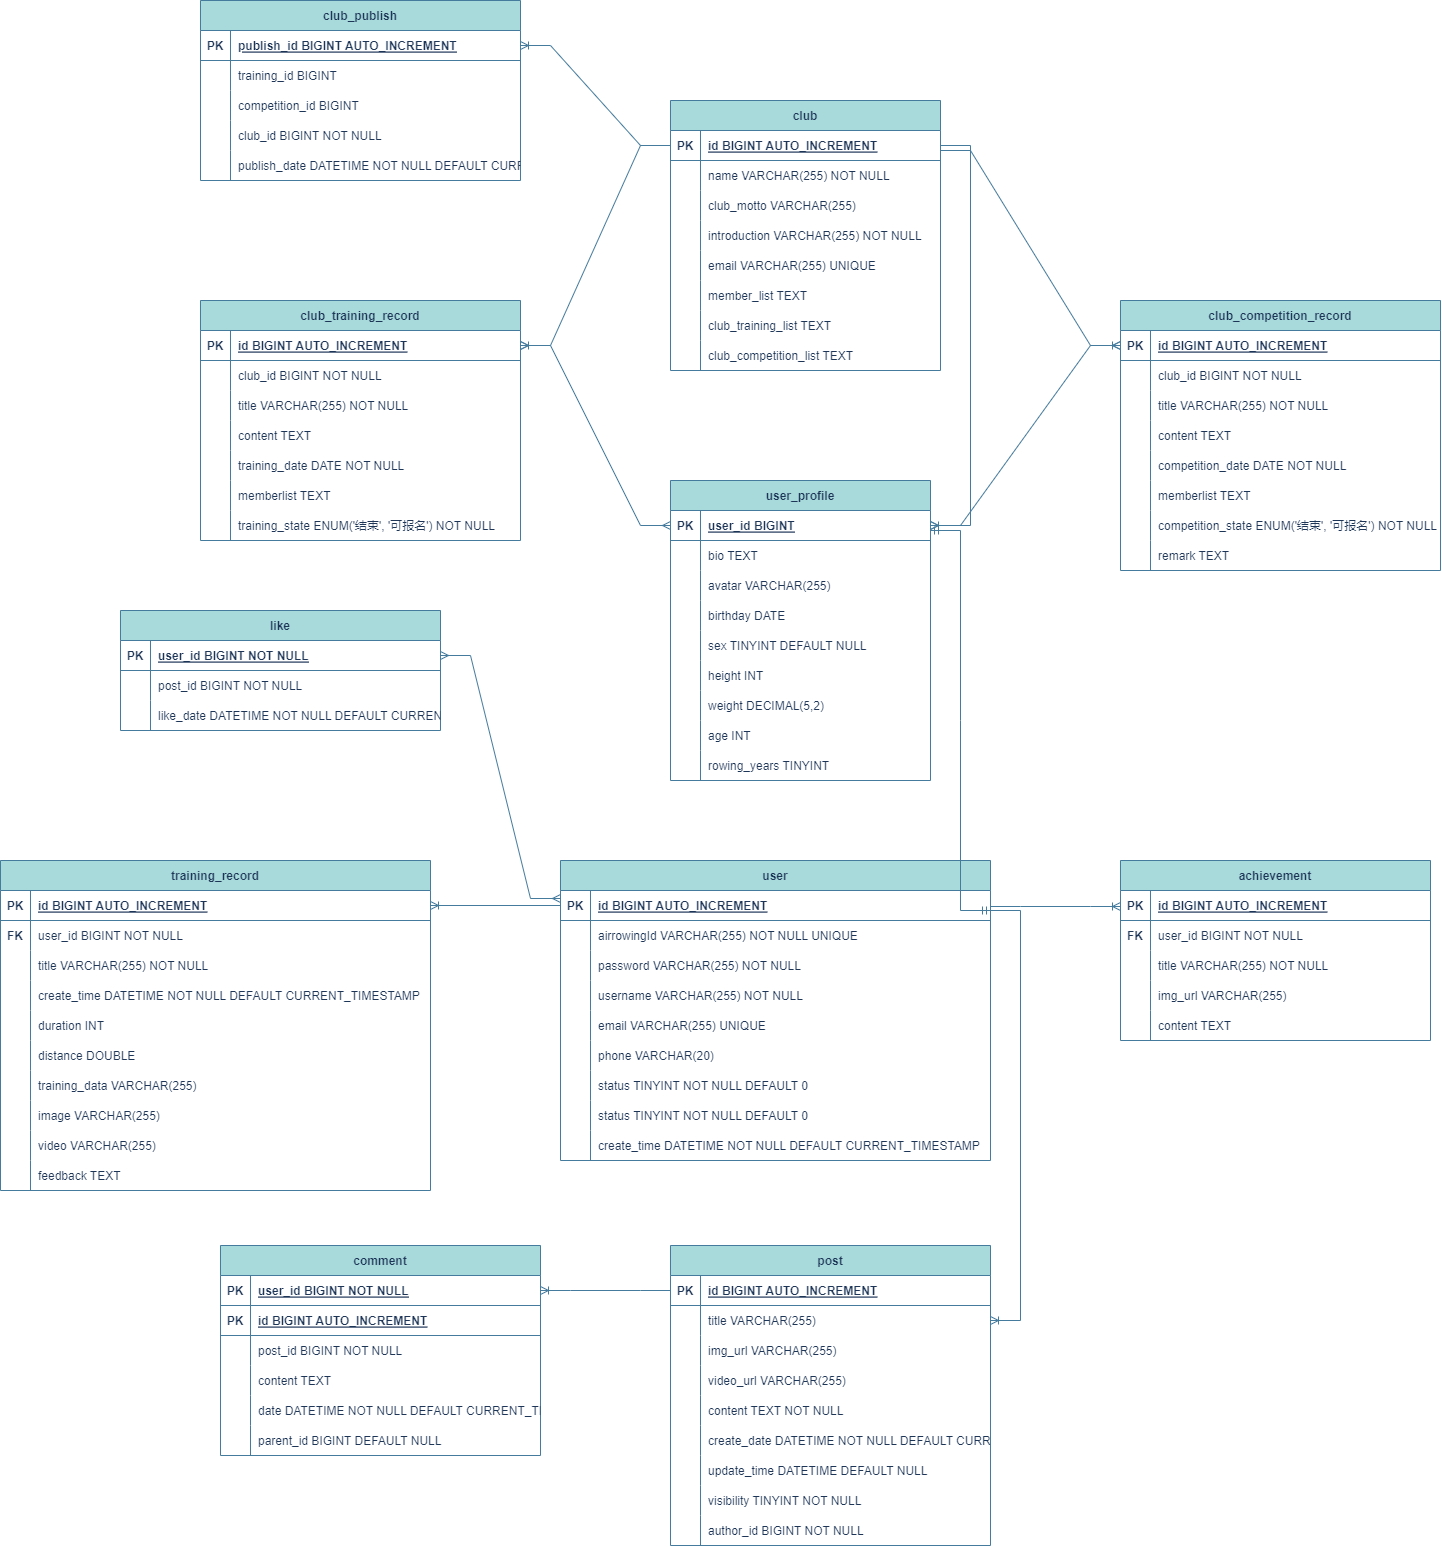 club_publish
PK publish_id BIGINT AUTO_INCREMENT
training_id BIGINT
competition_id BIGINT
club_id BIGINT NOT NULL
publish_date DATETIME NOT NULL DEFAULT CURR
club
PK id BIGINT AUTO_INCREMENT
name VARCHAR(255) NOT NULL
club_motto VARCHAR(255)
introduction VARCHAR(255) NOT NULL
email VARCHAR(255) UNIQUE
member_list TEXT
club_training_list TEXT
club_competition_list TEXT
club_training_record
PK id BIGINT AUTO_INCREMENT
club_id BIGINT NOT NULL
title VARCHAR(255) NOT NULL
content TEXT
training_date DATE NOT NULL
memberlist TEXT
training_state ENUM('结束', '可报名') NOT NULL
club_competition_record
PK id BIGINT AUTO_INCREMENT
club_id BIGINT NOT NULL
title VARCHAR(255) NOT NULL
content TEXT
competition_date DATE NOT NULL
memberlist TEXT
competition_state ENUM('结束', '可报名') NOT NULL
remark TEXT
user_profile
PK user_id BIGINT
bio TEXT
avatar VARCHAR(255)
birthday DATE
sex TINYINT DEFAULT NULL
height INT
weight DECIMAL(5,2)
age INT
rowing_years TINYINT
like
PK user_id BIGINT NOT NULL
post_id BIGINT NOT NULL
like_date DATETIME NOT NULL DEFAULT CURREN
training_record
PK id BIGINT AUTO_INCREMENT
FK user_id BIGINT NOT NULL
title VARCHAR(255) NOT NULL
create_time DATETIME NOT NULL DEFAULT CURRENT_TIMESTAMP
duration INT
distance DOUBLE
training_data VARCHAR(255)
image VARCHAR(255)
video VARCHAR(255)
feedback TEXT
user
PK id BIGINT AUTO_INCREMENT
airrowingId VARCHAR(255) NOT NULL UNIQUE
password VARCHAR(255) NOT NULL
username VARCHAR(255) NOT NULL
email VARCHAR(255) UNIQUE
phone VARCHAR(20)
status TINYINT NOT NULL DEFAULT 0
status TINYINT NOT NULL DEFAULT 0
create_time DATETIME NOT NULL DEFAULT CURRENT_TIMESTAMP
achievement
PK id BIGINT AUTO_INCREMENT
FK user_id BIGINT NOT NULL
title VARCHAR(255) NOT NULL
img_url VARCHAR(255)
content TEXT
comment
PK user_id BIGINT NOT NULL
PK id BIGINT AUTO_INCREMENT
post_id BIGINT NOT NULL
content TEXT
date DATETIME NOT NULL DEFAULT CURRENT_TI
parent_id BIGINT DEFAULT NULL
post
PK id BIGINT AUTO_INCREMENT
title VARCHAR(255)
img_url VARCHAR(255)
video_url VARCHAR(255)
content TEXT NOT NULL
create_date DATETIME NOT NULL DEFAULT CURR
update_time DATETIME DEFAULT NULL
visibility TINYINT NOT NULL
author_id BIGINT NOT NULL